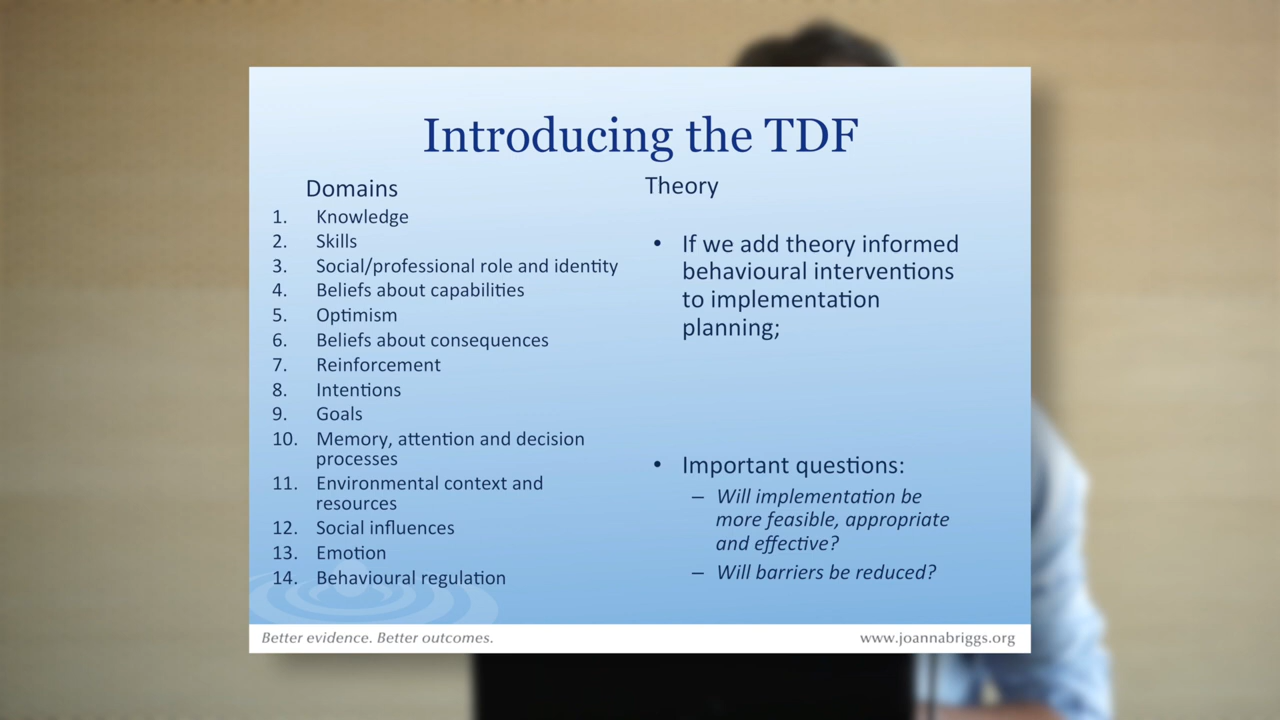 Introducing the TDF
Domains
1. Knowledge
2. Skills
3. Social/professional role and identity
4. Beliefs about capabilities
5. Optimism
6. Beliefs about consequences
7. Reinforcement
8. Intentions
9. Goals
10. Memory, attention and decision
processes
11. Environmental context and
resources
12. Social influences
13. Emotion
14. Behavioural regulation
Theory
• If we add theory informed
behavioural interventions
to implementation
planning;
• Important questions:
– Will implementation be
more feasible, appropriate
and effective?
– Will barriers be reduced?
Better evidence. Better outcomes.
www.joannabriggs.org